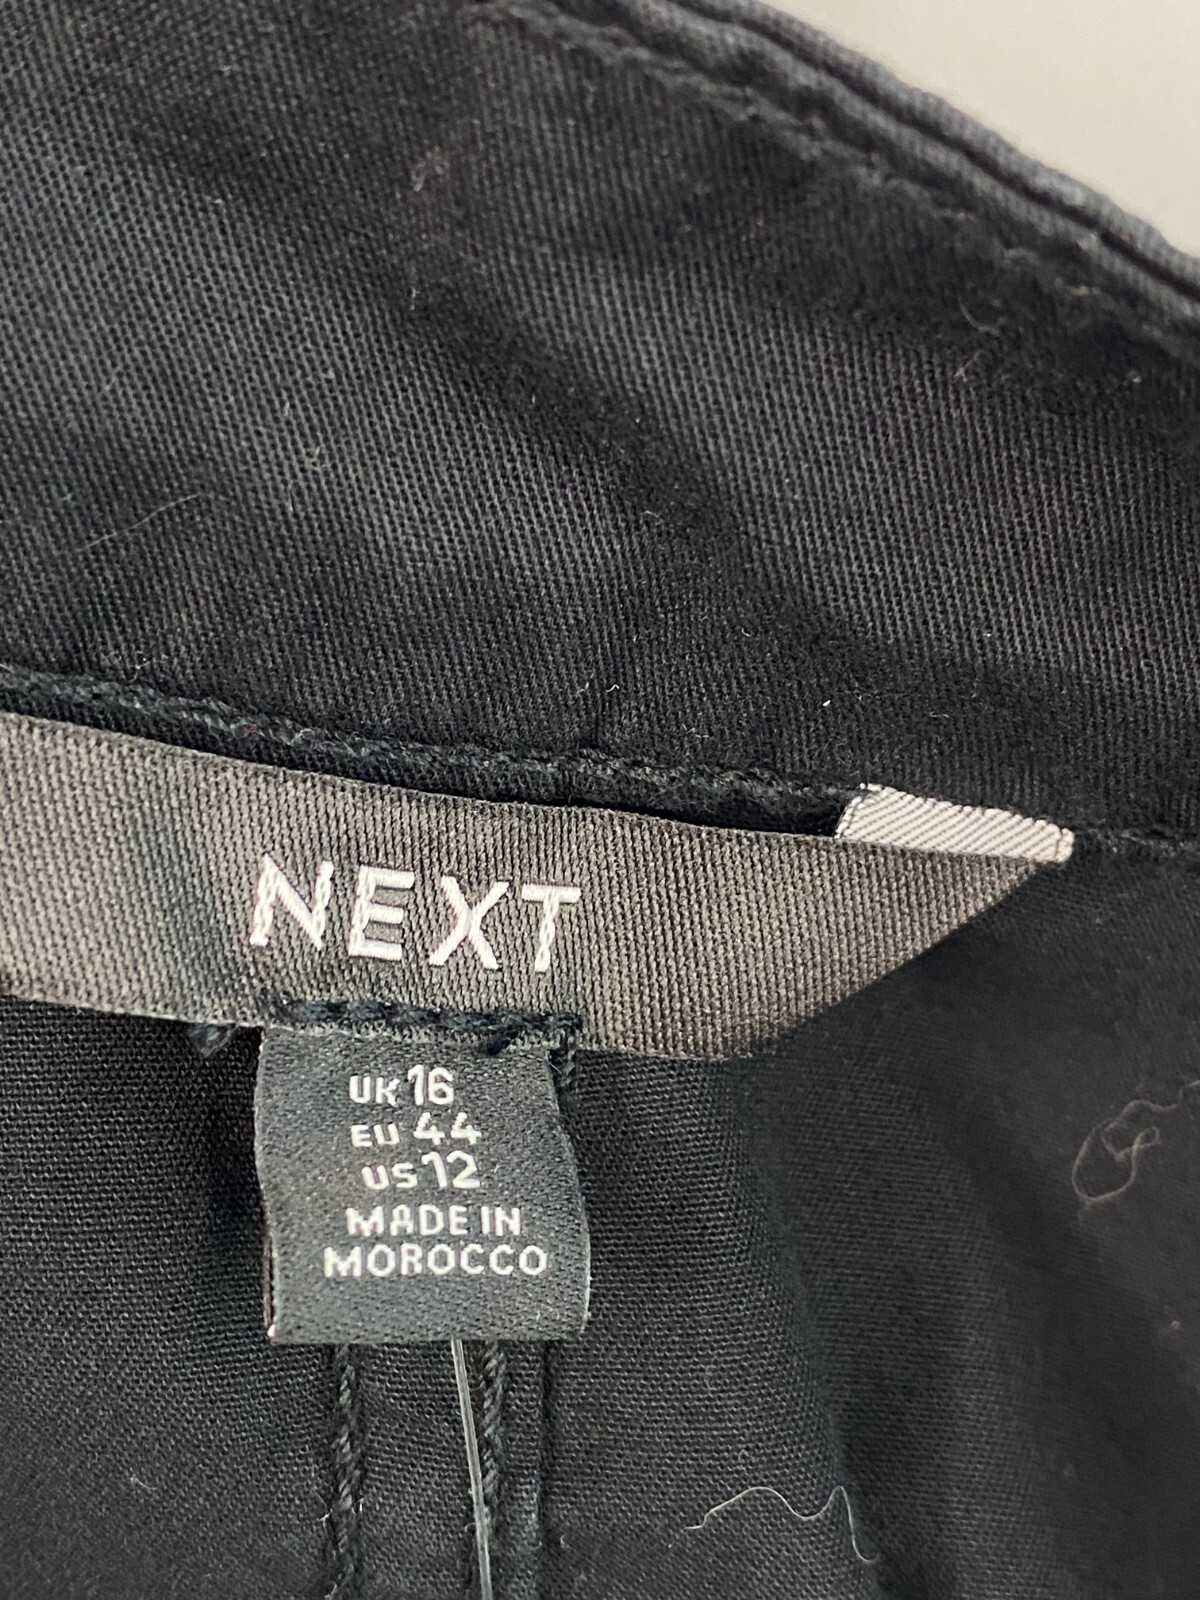 NEXT
UK 16
EU 44
US 12
MADE IN
MOROCCO